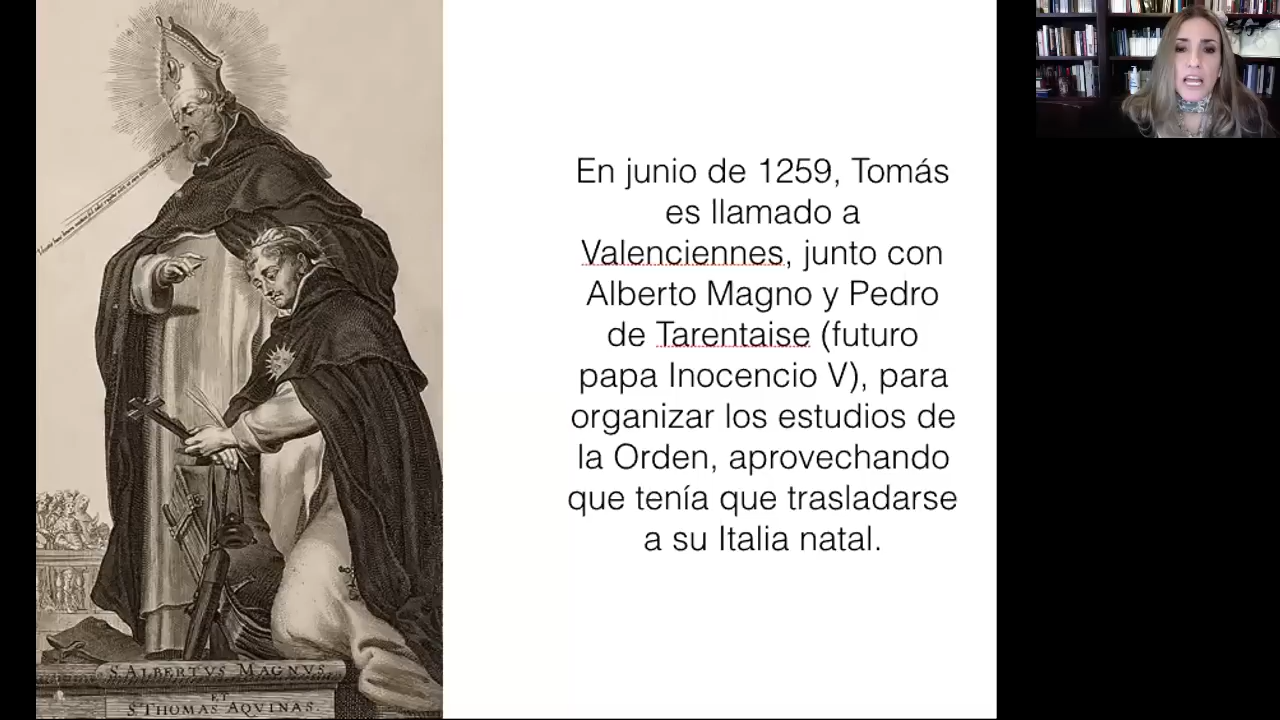 En junio de 1259, Tomás
es llamado a
Valenciennes, junto con
Alberto Magno y Pedro
de Tarentaise (futuro
papa Inocencio V), para
organizar los estudios de
la Orden, aprovechando
que tenía que trasladarse
a su Italia natal.
S. ALBERTVS MAGNVS.
ET
S. THOMAS AQVINAS.